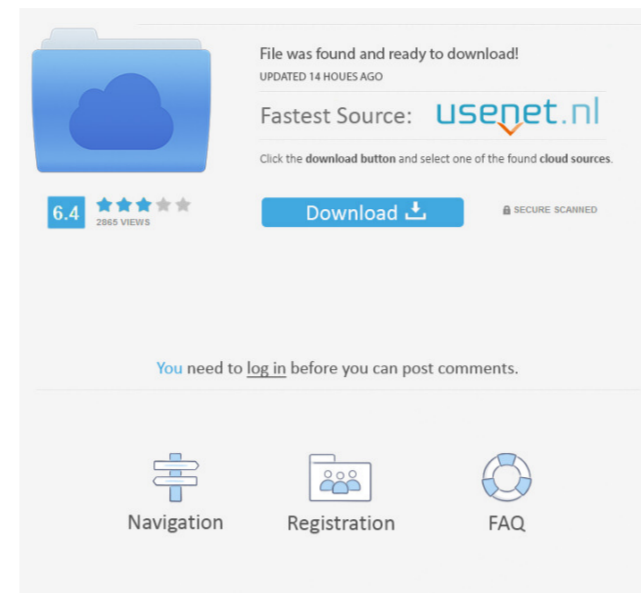 File was found and ready to download!
UPDATED 14 HOUES AGO
Fastest Source: usenet.nl
Click the download button and select one of the found cloud sources.
6.4
2865 VIEWS
Download
SECURE SCANNED
You need to log in before you can post comments.
Navigation
Registration
FAQ